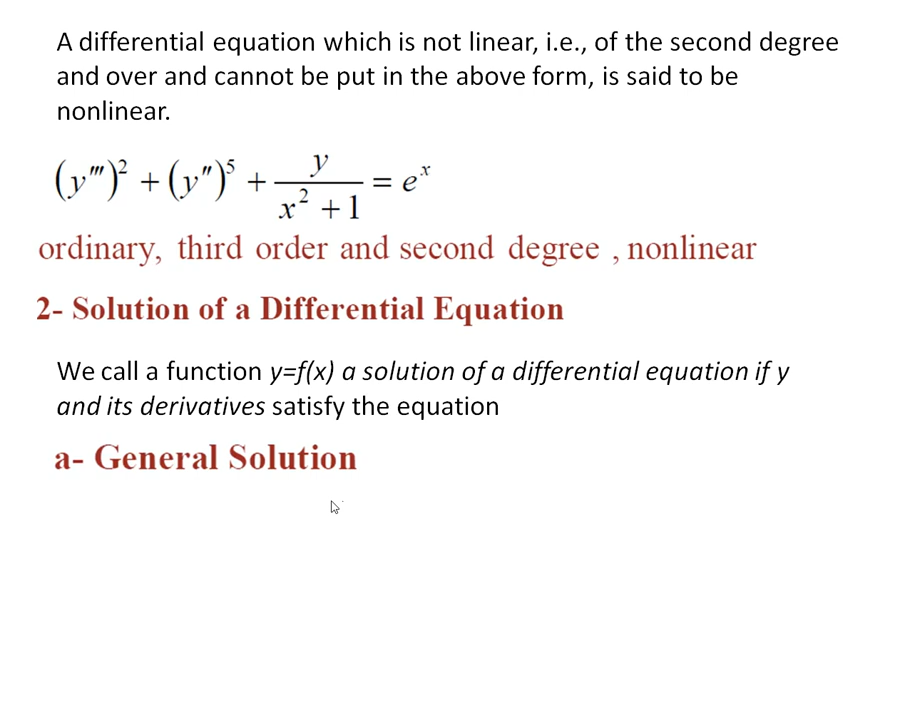 A differential equation which is not linear, i.e., of the second degree
and over and cannot be put in the above form, is said to be
nonlinear.
(y''')² + (y'')⁵ + y/(x² + 1) = eˣ
ordinary, third order and second degree , nonlinear
2- Solution of a Differential Equation
We call a function y=f(x) a solution of a differential equation if y
and its derivatives satisfy the equation
a- General Solution